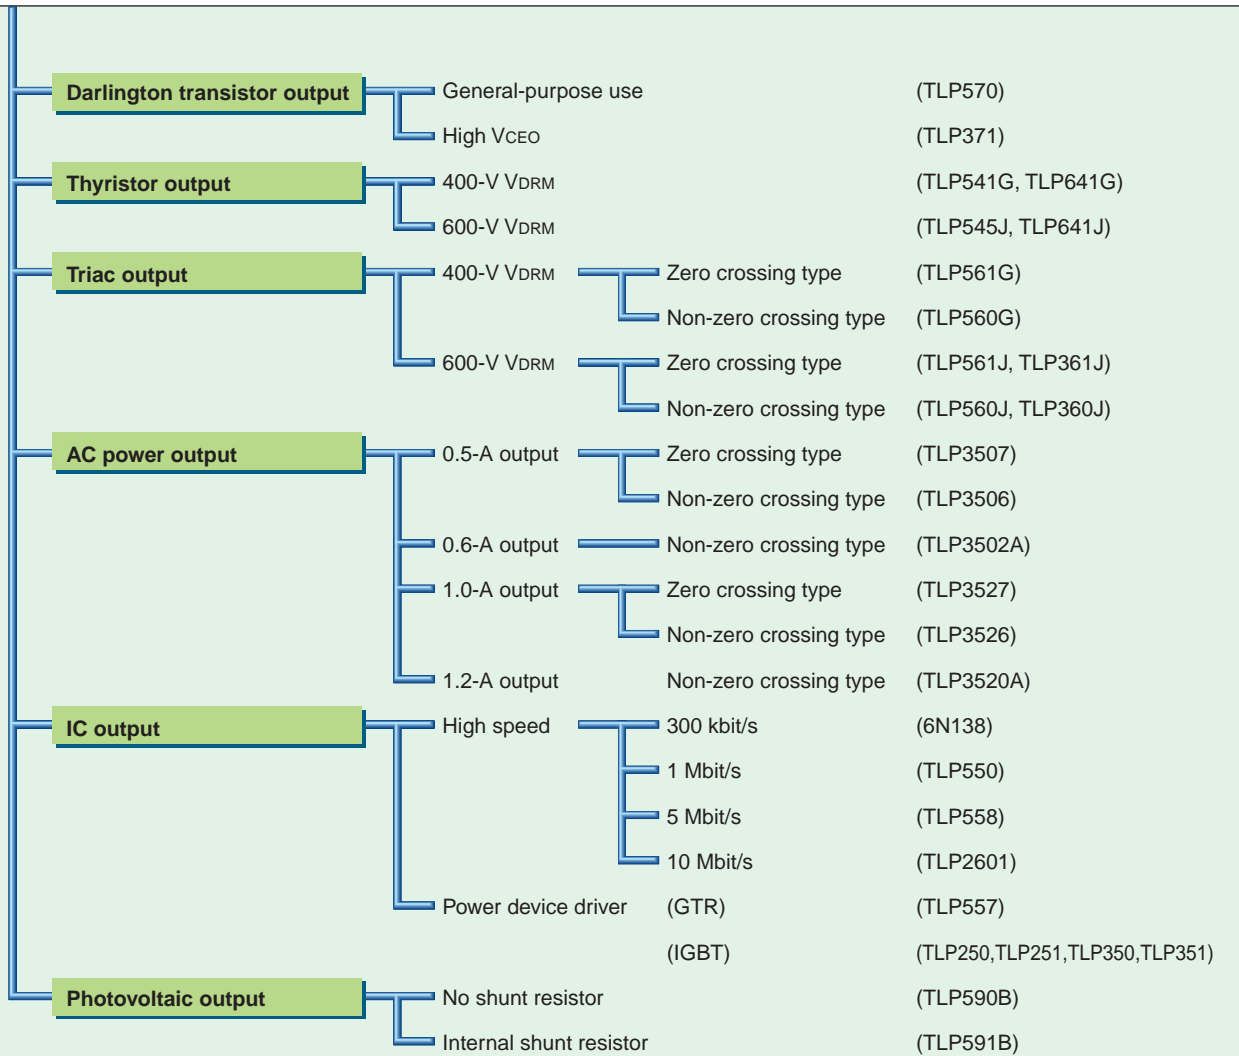 Darlington transistor output General-purpose use (TLP570)
High VCEO (TLP371)
Thyristor output 400-V VDRM (TLP541G, TLP641G)
600-V VDRM (TLP545J, TLP641J)
Triac output 400-V VDRM Zero crossing type (TLP561G)
Non-zero crossing type (TLP560G)
600-V VDRM Zero crossing type (TLP561J, TLP361J)
Non-zero crossing type (TLP560J, TLP360J)
AC power output 0.5-A output Zero crossing type (TLP3507)
Non-zero crossing type (TLP3506)
0.6-A output Non-zero crossing type (TLP3502A)
1.0-A output Zero crossing type (TLP3527)
Non-zero crossing type (TLP3526)
1.2-A output Non-zero crossing type (TLP3520A)
IC output High speed 300 kbit/s (6N138)
1 Mbit/s (TLP550)
5 Mbit/s (TLP558)
10 Mbit/s (TLP2601)
Power device driver (GTR) (TLP557)
(IGBT) (TLP250,TLP251,TLP350,TLP351)
Photovoltaic output No shunt resistor (TLP590B)
Internal shunt resistor (TLP591B)